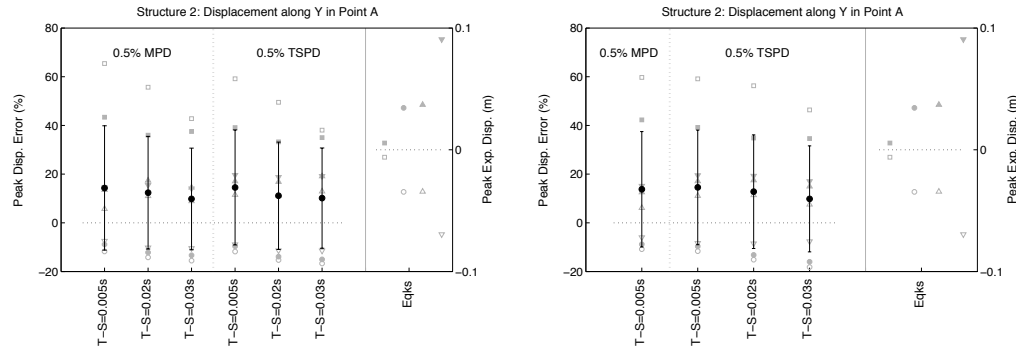 Structure 2: Displacement along Y in Point A
80
60
40
20
0
−20
Peak Disp. Error (%)
0.5% MPD
0.5% TSPD
0.1
0
−0.1
Peak Exp. Disp. (m)
T−S=0.005s
T−S=0.02s
T−S=0.03s
T−S=0.005s
T−S=0.02s
T−S=0.03s
Eqks
Structure 2: Displacement along Y in Point A
80
60
40
20
0
−20
Peak Disp. Error (%)
0.5% MPD
0.5% TSPD
0.1
0
−0.1
Peak Exp. Disp. (m)
T−S=0.005s
T−S=0.005s
T−S=0.02s
T−S=0.03s
Eqks